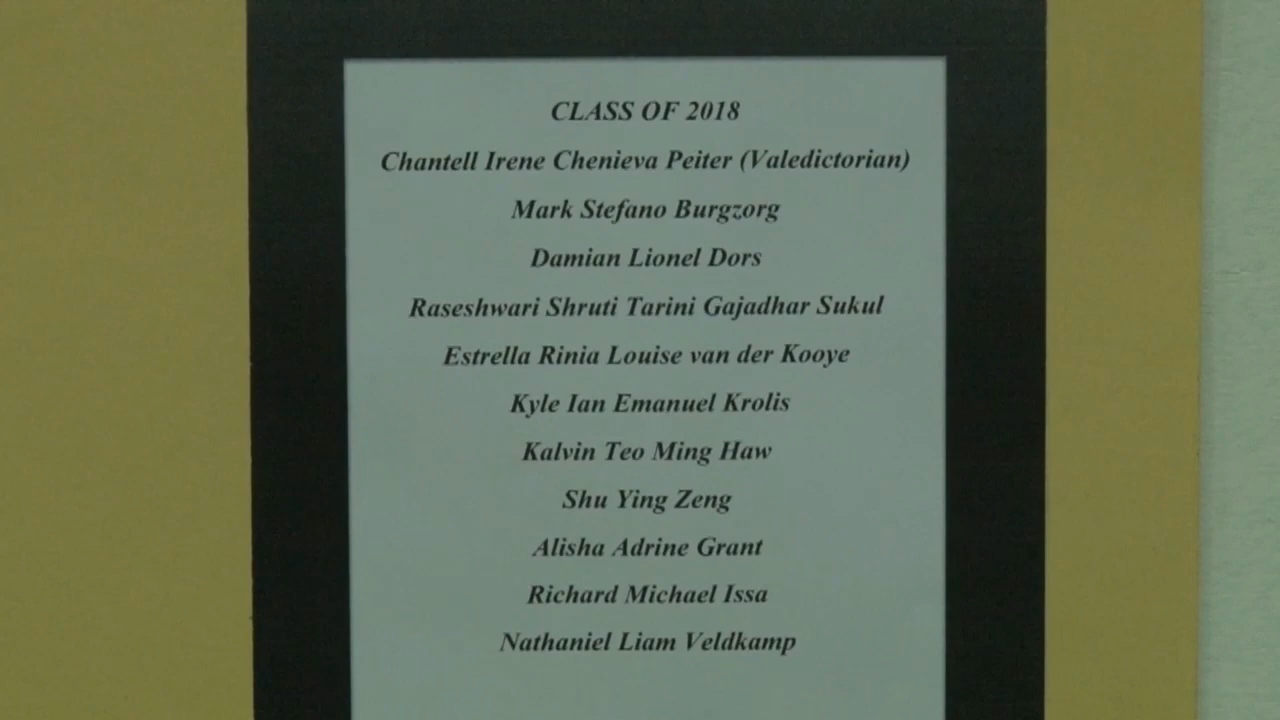 CLASS OF 2018
Chantell Irene Chenieva Peiter (Valedictorian)
Mark Stefano Burgzorg
Damian Lionel Dors
Raseshwari Shruti Tarini Gajadhar Sukul
Estrella Rinia Louise van der Kooye
Kyle Ian Emanuel Krolis
Kalvin Teo Ming Haw
Shu Ying Zeng
Alisha Adrine Grant
Richard Michael Issa
Nathaniel Liam Veldkamp